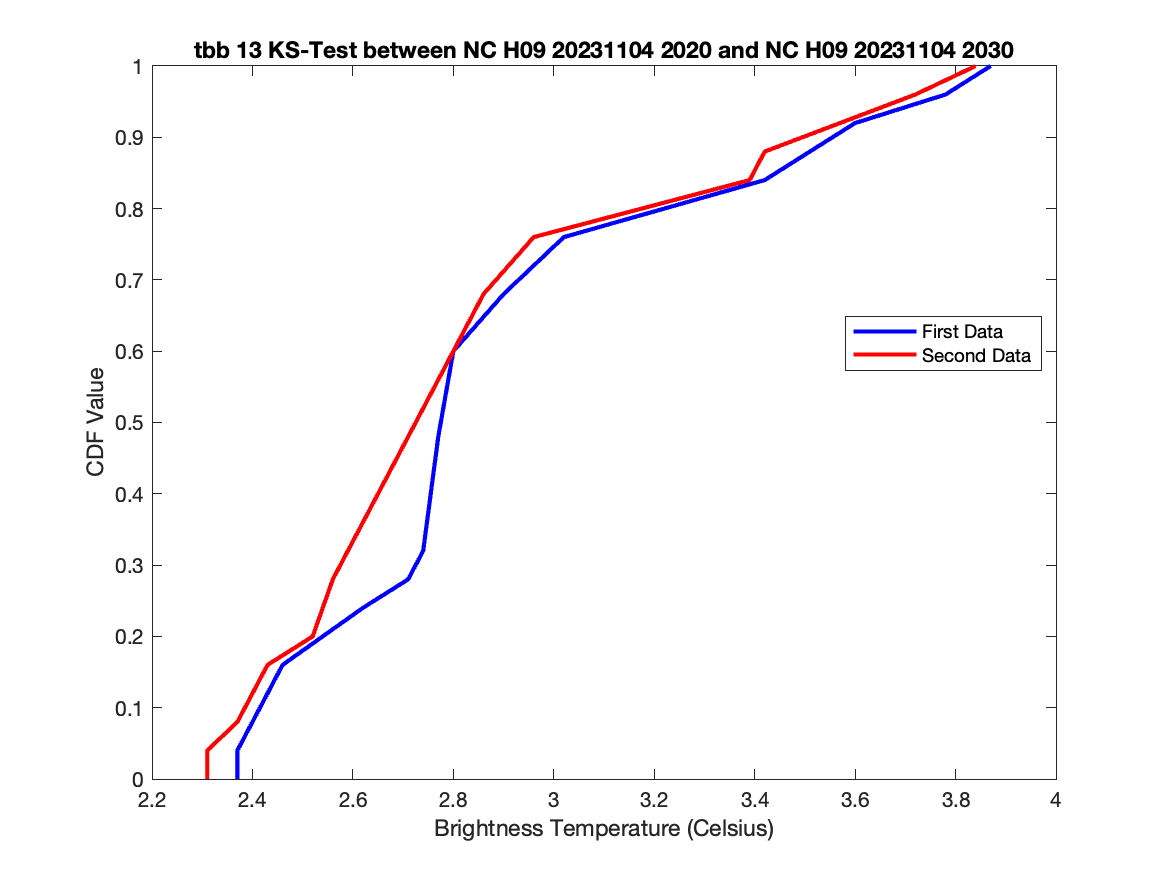 tbb 13 KS-Test between NC H09 20231104 2020 and NC H09 20231104 2030
1
0.9
0.8
0.7
0.6
0.5
0.4
0.3
0.2
0.1
0
CDF Value
First Data
Second Data
2.2 2.4 2.6 2.8 3 3.2 3.4 3.6 3.8 4
Brightness Temperature (Celsius)